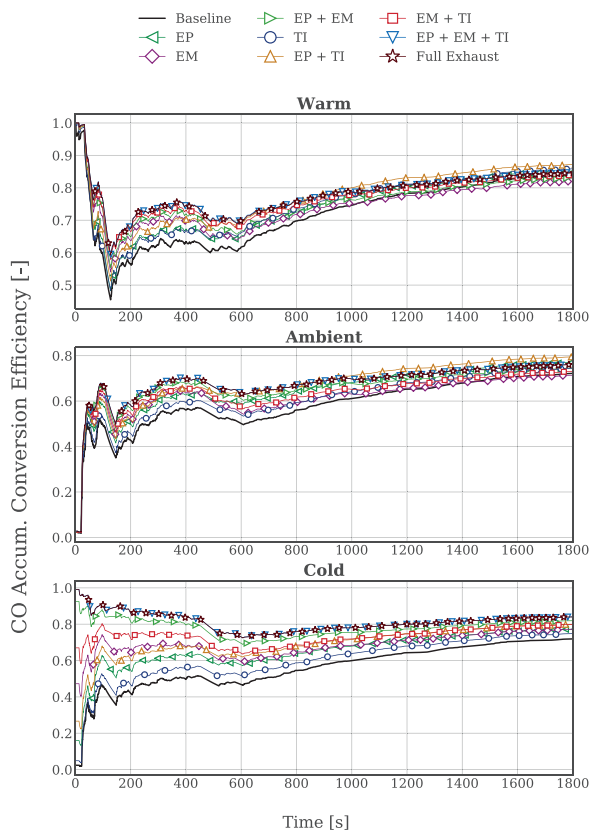 Baseline EP + EM EM + TI
EP TI EP + EM + TI
EM EP + TI Full Exhaust
Warm
1.0
0.9
0.8
0.7
0.6
0.5
0 200 400 600 800 1000 1200 1400 1600 1800
Ambient
0.8
0.6
0.4
0.2
0.0
0 200 400 600 800 1000 1200 1400 1600 1800
Cold
1.0
0.8
0.6
0.4
0.2
0.0
0 200 400 600 800 1000 1200 1400 1600 1800
CO Accum. Conversion Efficiency [-]
Time [s]